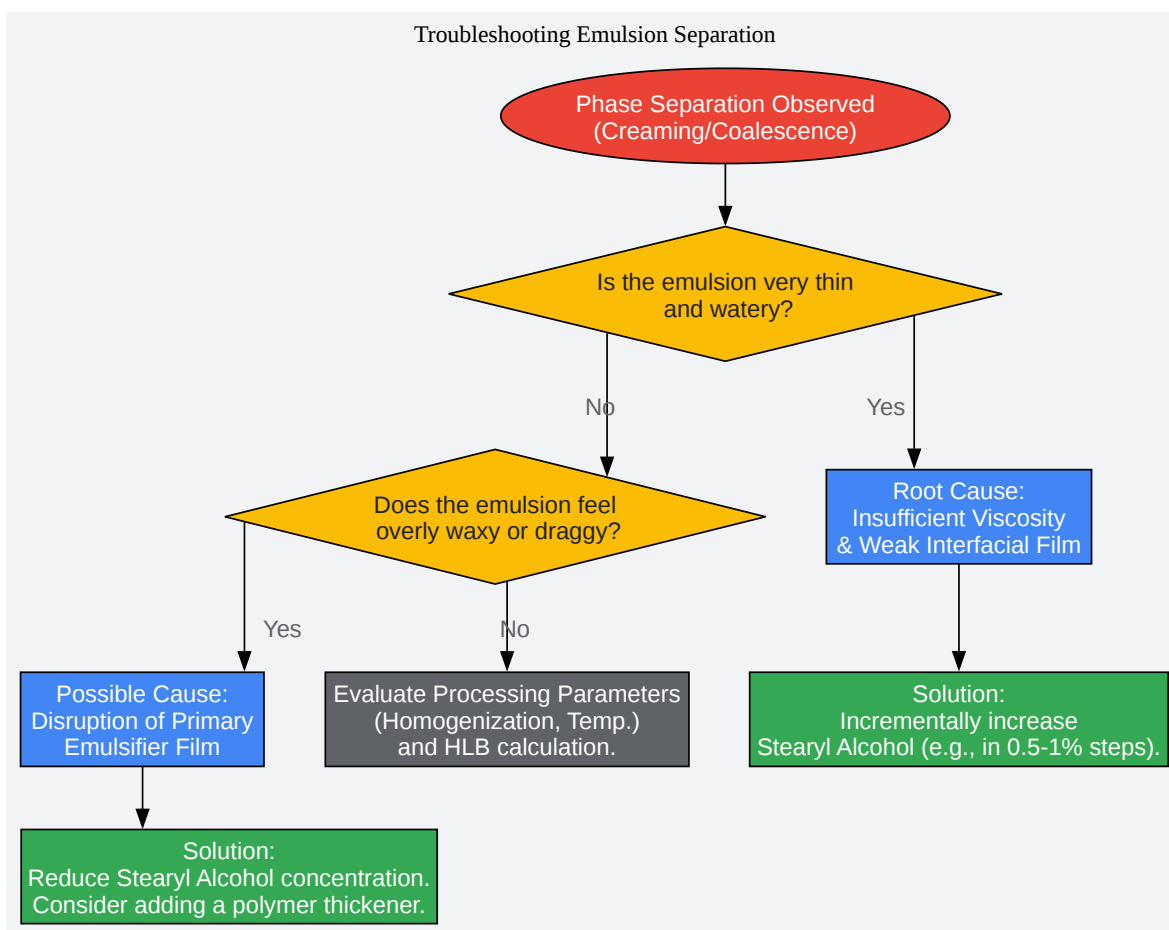 Troubleshooting Emulsion Separation
Phase Separation Observed
(Creaming/Coalescence)
Is the emulsion very thin
and watery?
No
Yes
Does the emulsion feel
overly waxy or draggy?
Root Cause:
Insufficient Viscosity
& Weak Interfacial Film
Yes
No
Possible Cause:
Disruption of Primary
Emulsifier Film
Evaluate Processing Parameters
(Homogenization, Temp.)
and HLB calculation.
Solution:
Incrementally increase
Stearyl Alcohol (e.g., in 0.5-1% steps).
Solution:
Reduce Stearyl Alcohol concentration.
Consider adding a polymer thickener.